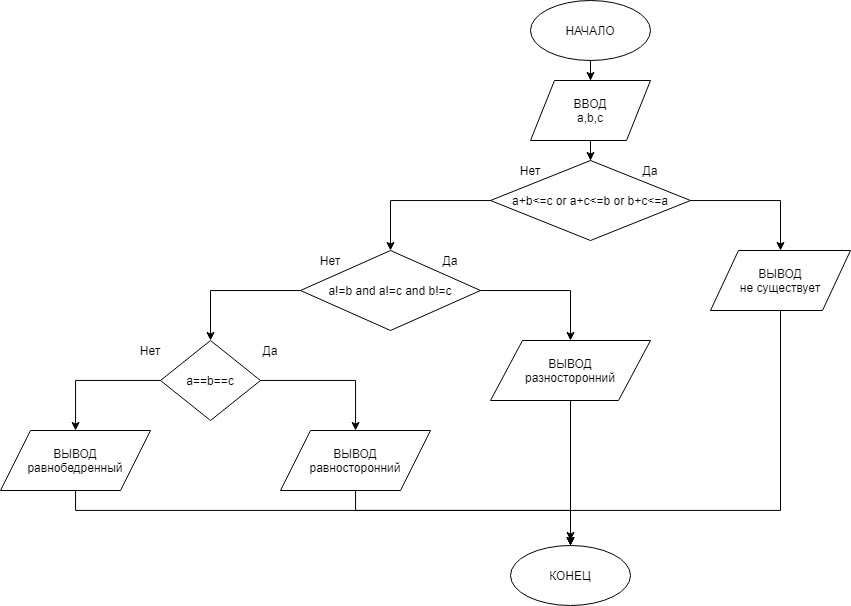 НАЧАЛО
ВВОД
a,b,c
Нет
Да
a+b<=c or a+c<=b or b+c<=a
Нет
Да
ВЫВОД
не существует
a!=b and a!=c and b!=c
Нет
Да
ВЫВОД
разносторонний
a==b==c
ВЫВОД
равнобедренный
ВЫВОД
равносторонний
КОНЕЦ